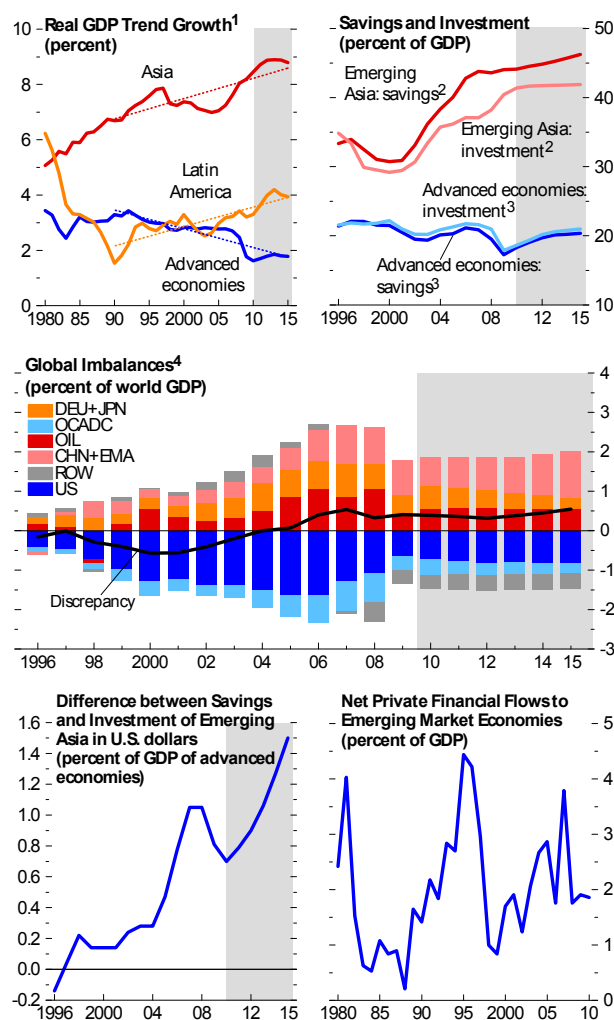 Real GDP Trend Growth1
(percent)
10
8
6
4
2
0
Asia
Latin
America
Advanced
economies
1980 85 90 95 2000 05 10 15
Savings and Investment
(percent of GDP)
50
40
30
20
10
Emerging
Asia: savings2
Emerging Asia:
investment2
Advanced economies:
investment3
Advanced economies:
savings3
1996 2000 04 08 12 15
Global Imbalances4
(percent of world GDP)
DEU+JPN
OCADC
OIL
CHN+EMA
ROW
US
4
3
2
1
0
-1
-2
-3
Discrepancy
1996 98 2000 02 04 06 08 10 12 14 15
Difference between Savings
and Investment of Emerging
Asia in U.S. dollars
(percent of GDP of advanced
economies)
1.6
1.4
1.2
1.0
0.8
0.6
0.4
0.2
0.0
-0.2
1996 2000 04 08 12 15
Net Private Financial Flows to
Emerging Market Economies
(percent of GDP)
5
4
3
2
1
0
1980 85 90 95 2000 05 10